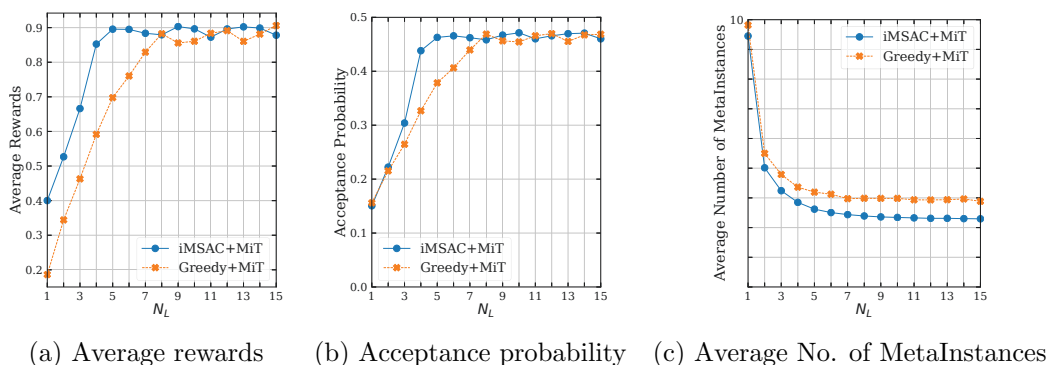 Average Rewards
0.9
0.8
0.7
0.6
0.5
0.4
0.3
0.2
1 3 5 7 9 11 13 15
N_L
iMSAC+MiT
Greedy+MiT
(a) Average rewards
Acceptance Probability
0.5
0.4
0.3
0.2
0.1
0.0
1 3 5 7 9 11 13 15
N_L
iMSAC+MiT
Greedy+MiT
(b) Acceptance probability
Average Number of MetaInstances
10
1 3 5 7 9 11 13 15
N_L
iMSAC+MiT
Greedy+MiT
(c) Average No. of MetaInstances